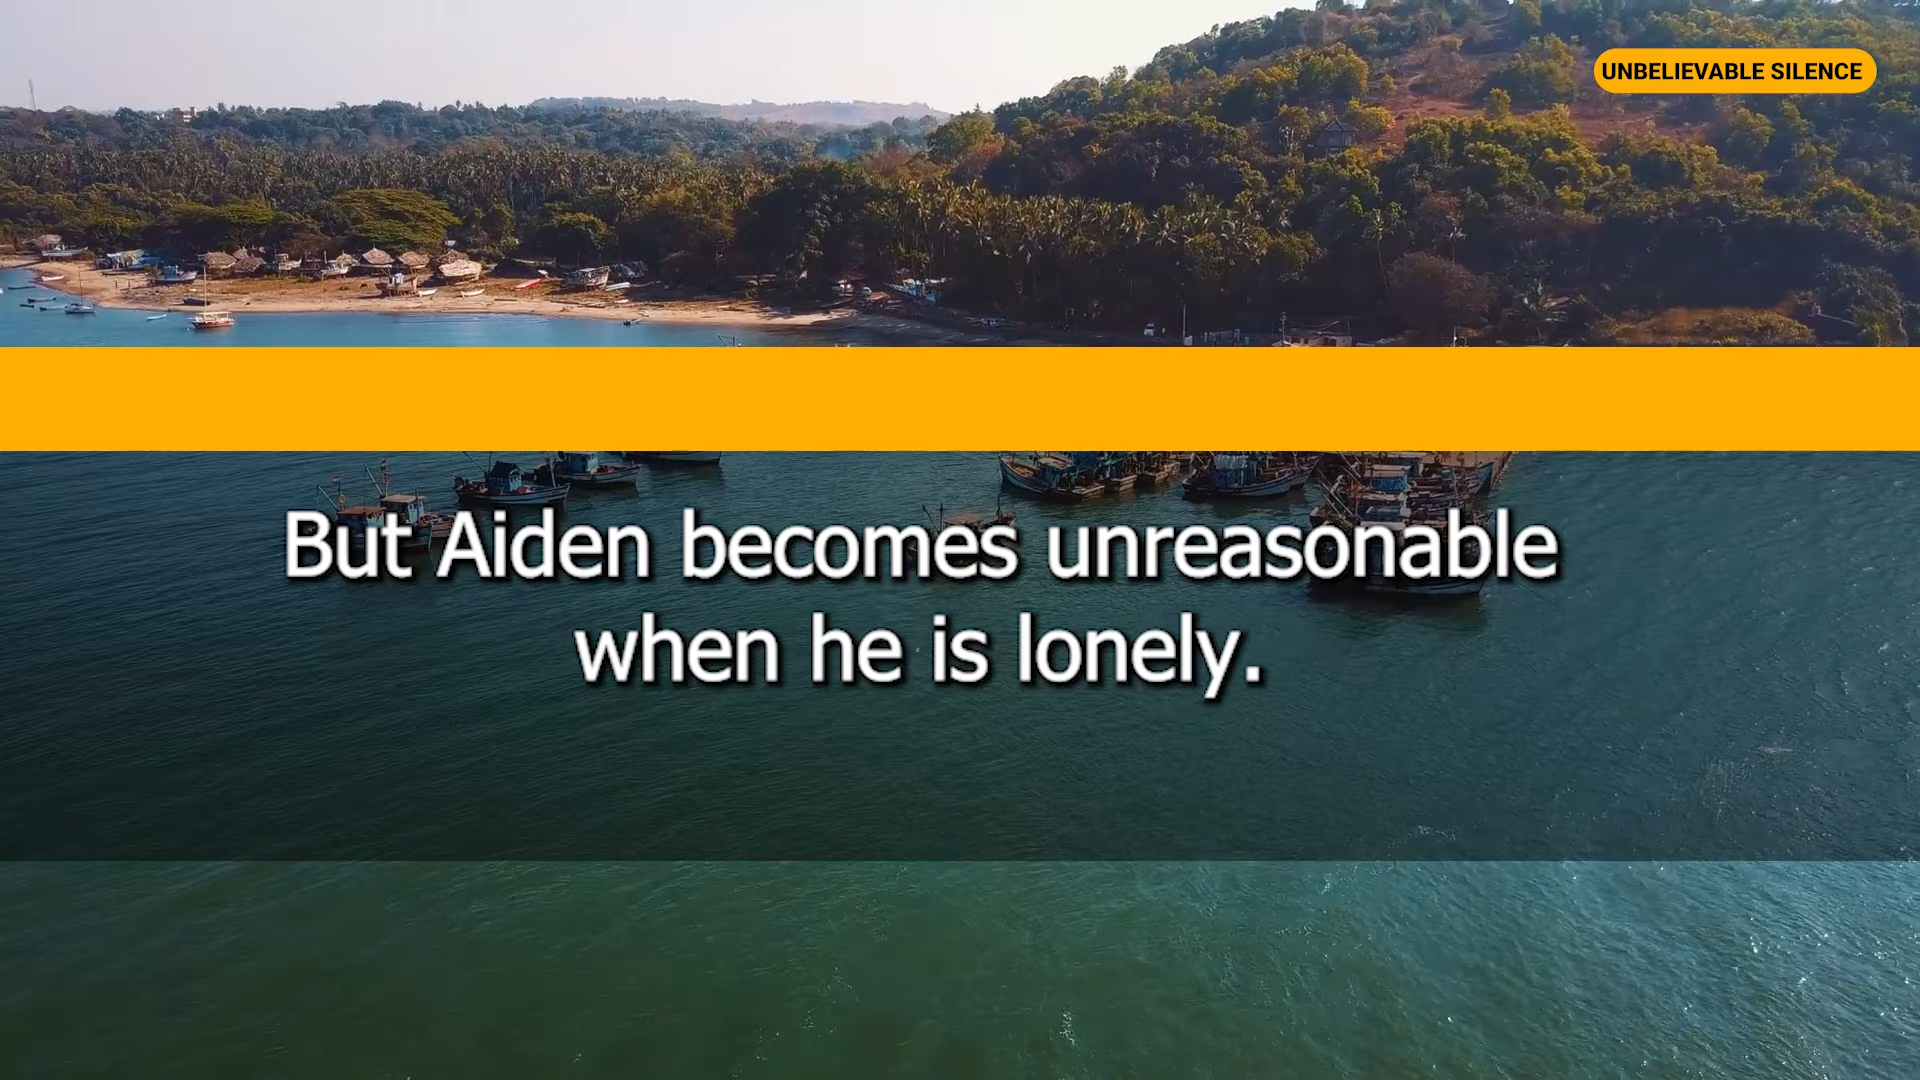 UNBELIEVABLE SILENCE
But Aiden becomes unreasonable
when he is lonely.